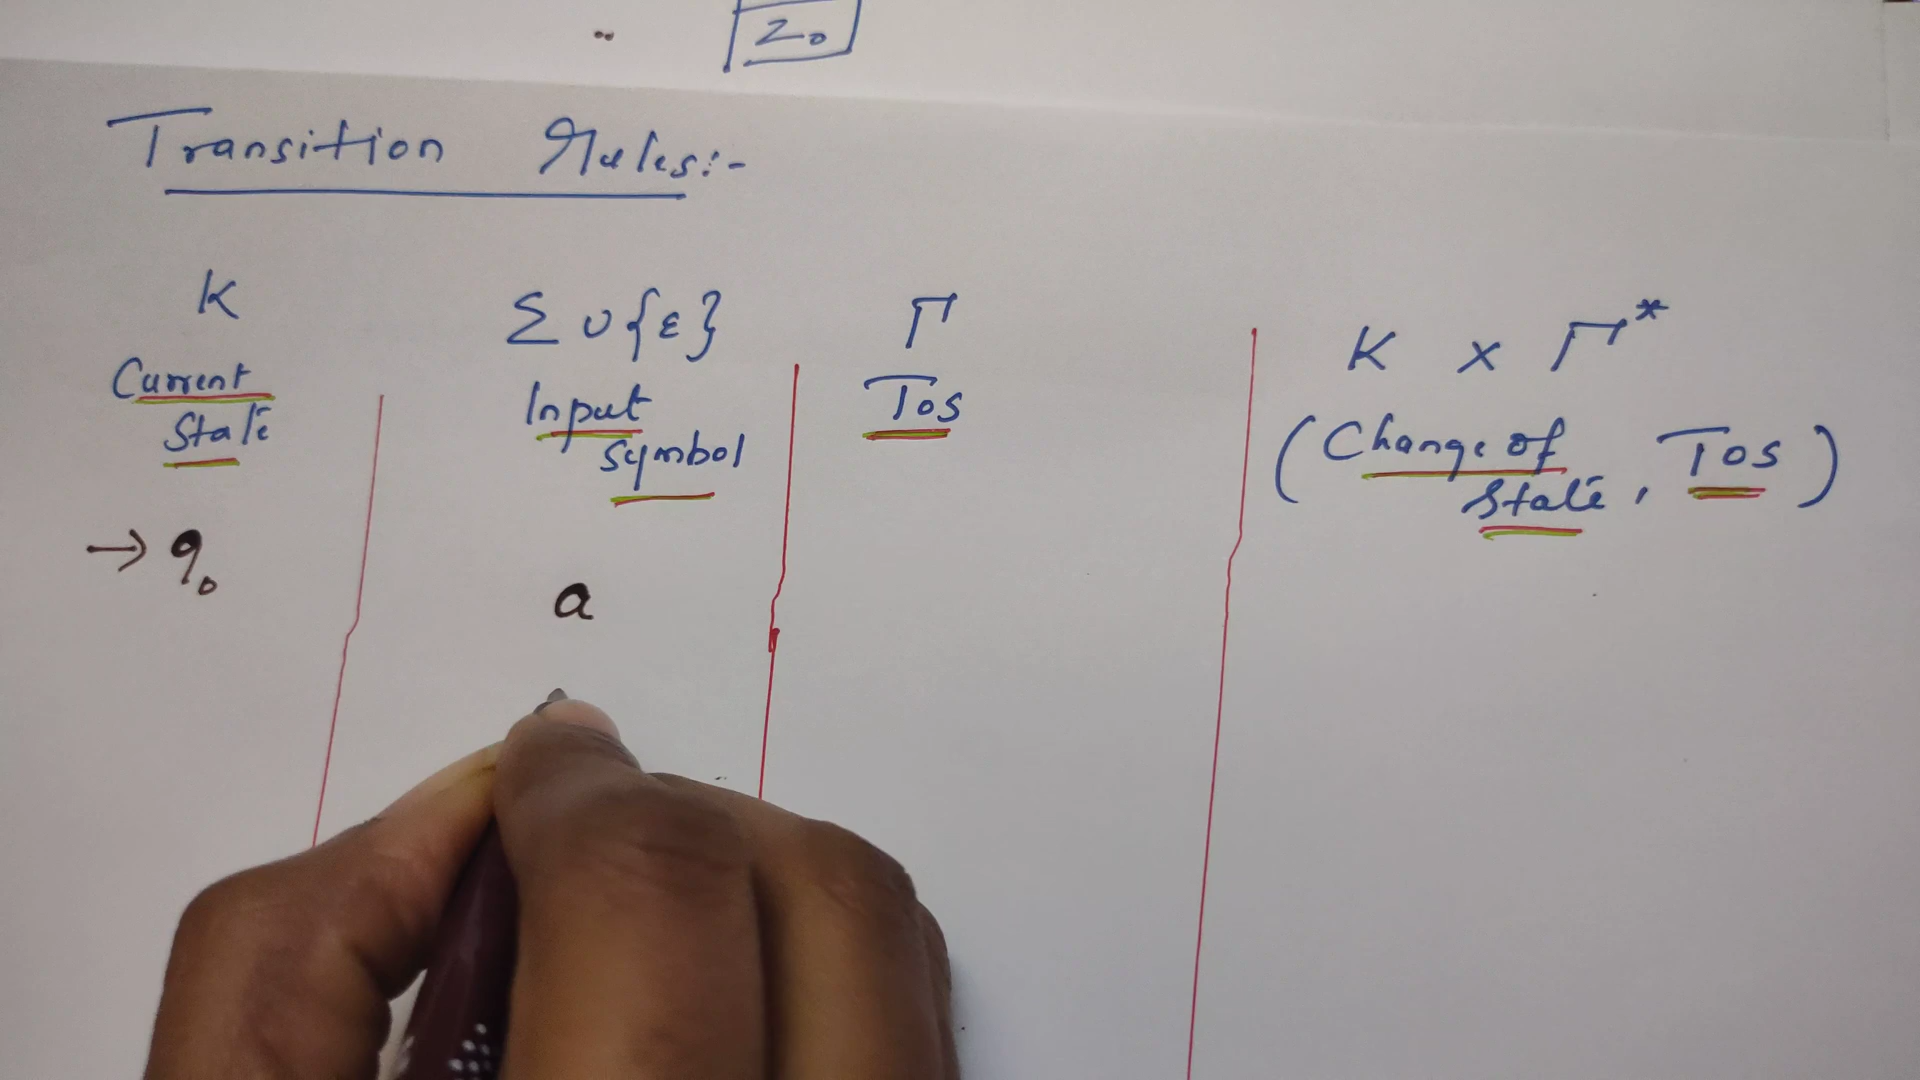 Z₀
Transition Rules:-
K
Σ ∪ {ε}
Γ
K × Γ*
Current
State
Input
Symbol
Tos
(Change of
State, Tos)
→ q₀
a